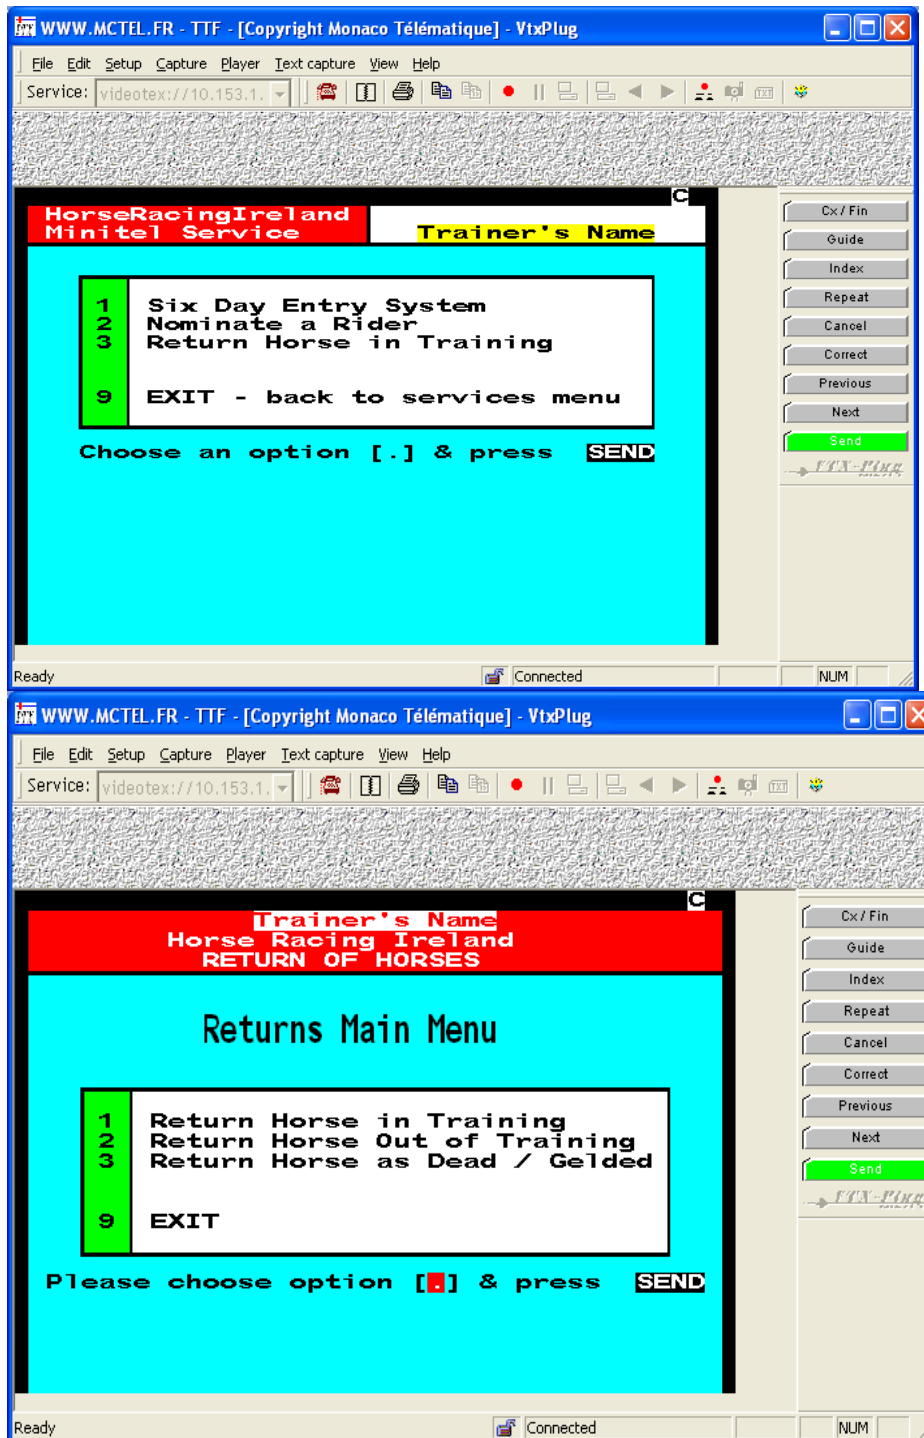 WWW.MCTEL.FR - TTF - [Copyright Monaco Télématique] - VtxPlug
File Edit Setup Capture Player Text capture View Help
Service: videotex://10.153.1. TXT
C
HorseRacingIreland
Minitel Service Trainer's Name
1 Six Day Entry System
2 Nominate a Rider
3 Return Horse in Training
9 EXIT - back to services menu
Choose an option [.] & press SEND
Cx / Fin
Guide
Index
Repeat
Cancel
Correct
Previous
Next
Send
VTX-Plug
Ready Connected NUM
WWW.MCTEL.FR - TTF - [Copyright Monaco Télématique] - VtxPlug
File Edit Setup Capture Player Text capture View Help
Service: videotex://10.153.1. TXT
C
Trainer's Name
Horse Racing Ireland
RETURN OF HORSES
Returns Main Menu
1 Return Horse in Training
2 Return Horse Out of Training
3 Return Horse as Dead / Gelded
9 EXIT
Please choose option [.] & press SEND
Cx / Fin
Guide
Index
Repeat
Cancel
Correct
Previous
Next
Send
VTX-Plug
Ready Connected NUM